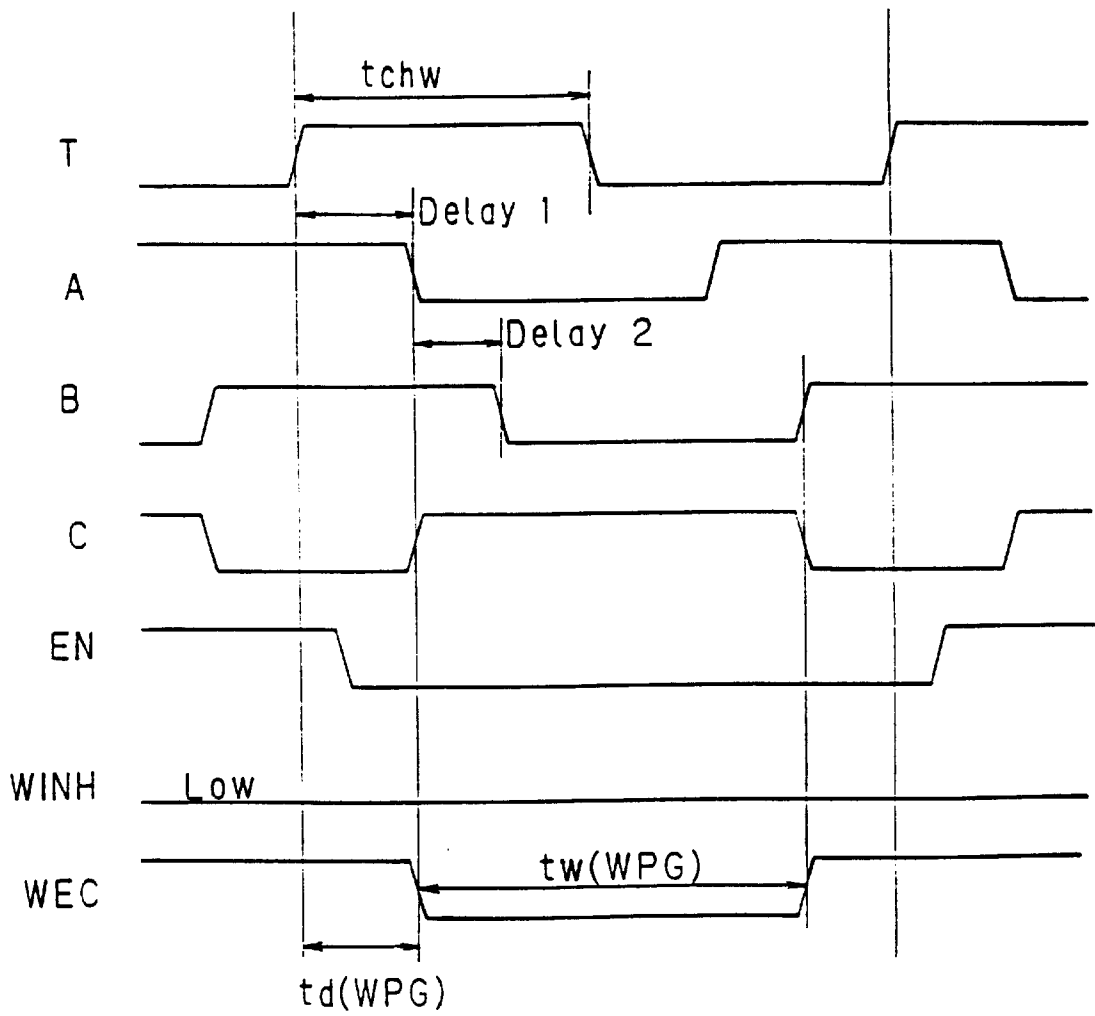 tchw
T
Delay 1
A
Delay 2
B
C
EN
WINH Low
tw(WPG)
WEC
td(WPG)